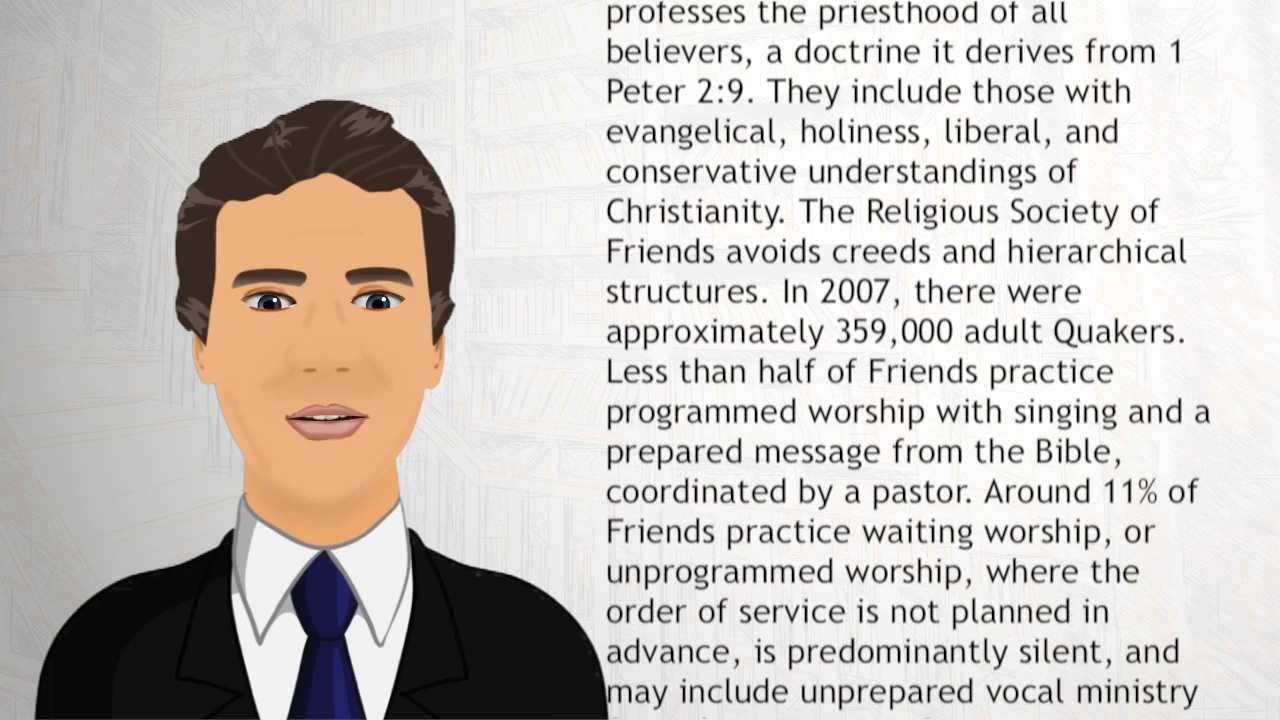 professes the priesthood of all
believers, a doctrine it derives from 1
Peter 2:9. They include those with
evangelical, holiness, liberal, and
conservative understandings of
Christianity. The Religious Society of
Friends avoids creeds and hierarchical
structures. In 2007, there were
approximately 359,000 adult Quakers.
Less than half of Friends practice
programmed worship with singing and a
prepared message from the Bible,
coordinated by a pastor. Around 11% of
Friends practice waiting worship, or
unprogrammed worship, where the
order of service is not planned in
advance, is predominantly silent, and
may include unprepared vocal ministry